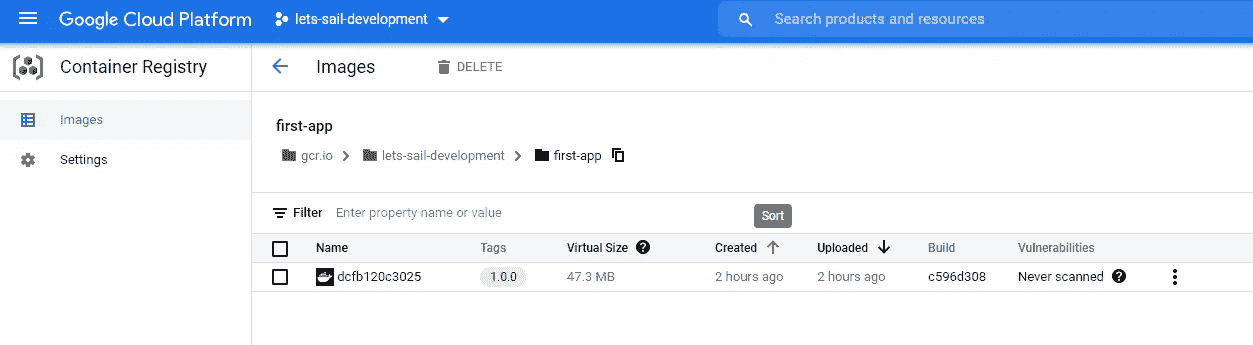 Google Cloud Platform lets-sail-development Search products and resources
Container Registry Images DELETE
Images
Settings
first-app
gcr.io lets-sail-development first-app
Filter Enter property name or value
Sort
Name Tags Virtual Size ? Created Uploaded Build Vulnerabilities
dcfb120c3025 1.0.0 47.3 MB 2 hours ago 2 hours ago c596d308 Never scanned ?